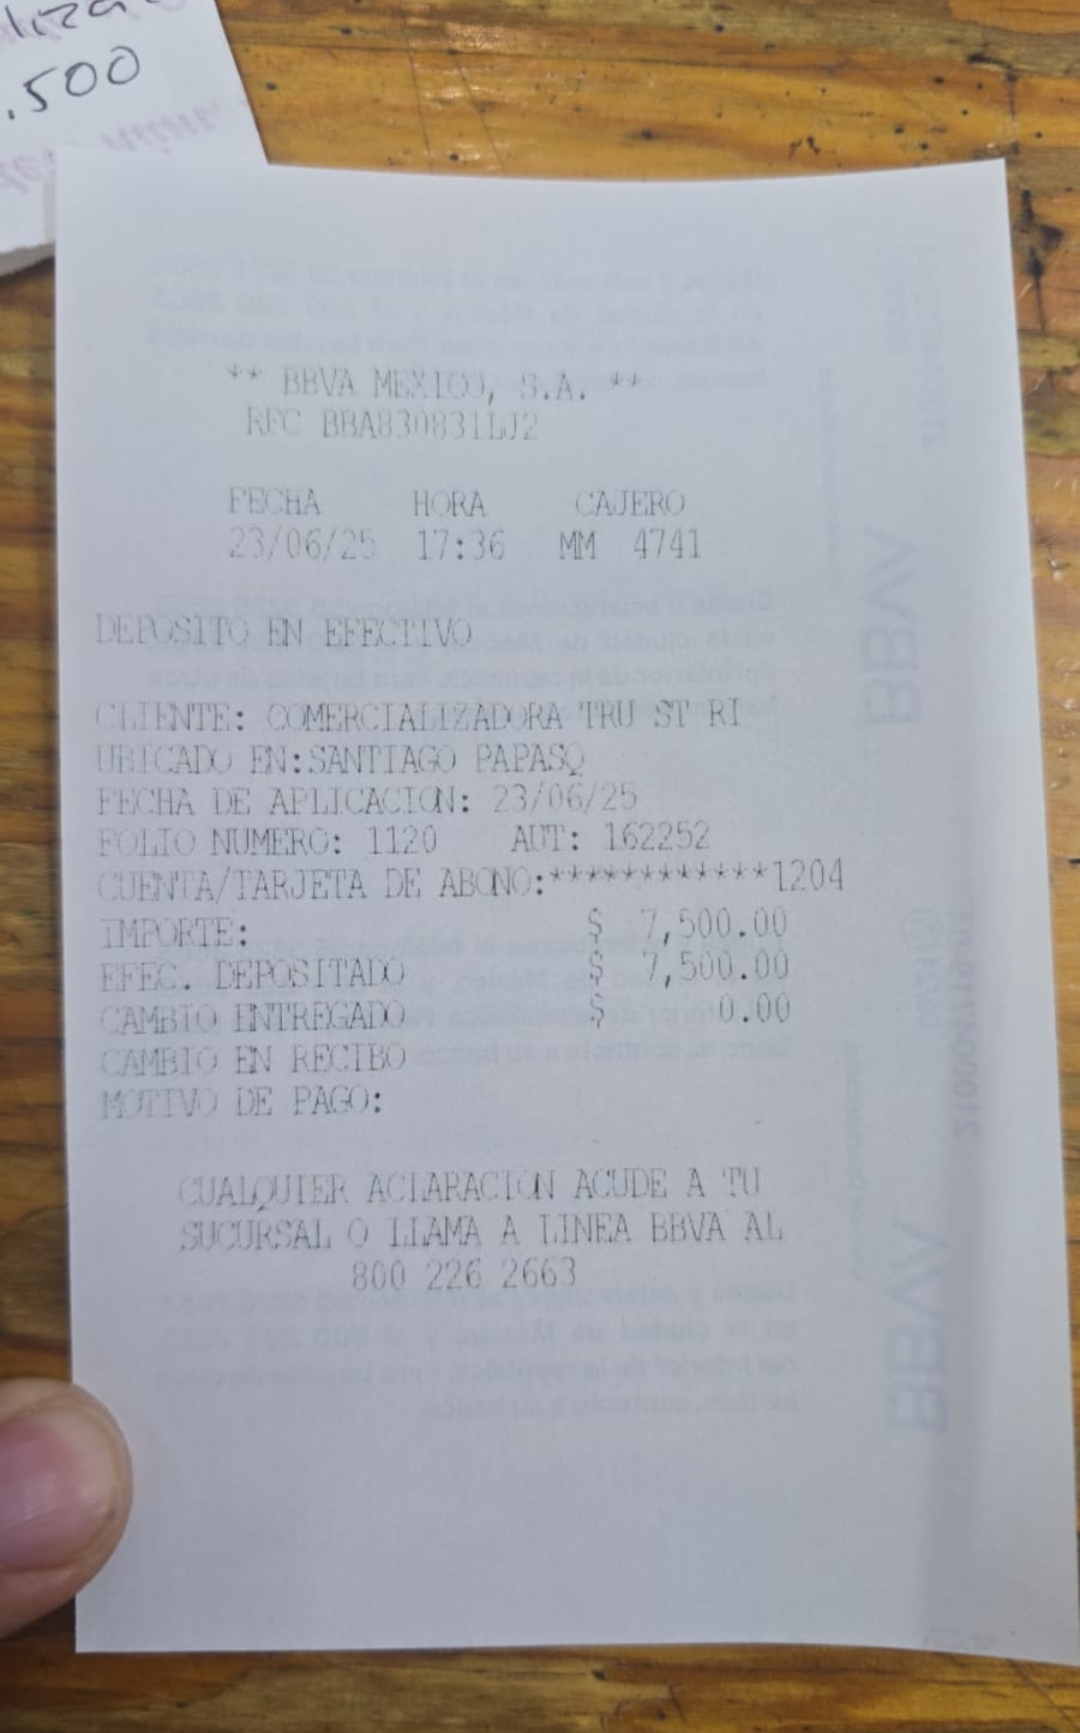 .500
** BBVA MEXICO, S.A. **
RFC BBA830831LJ2
FECHA HORA CAJERO
23/06/25 17:36 MM 4741
DEPOSITO EN EFECTIVO
CLIENTE: COMERCIALIZADORA TRU ST RI
UBICADO EN:SANTIAGO PAPASQ
FECHA DE APLICACION: 23/06/25
FOLIO NUMERO: 1120 AUT: 162252
CUENTA/TARJETA DE ABONO:************1204
IMPORTE: $ 7,500.00
EFEC. DEPOSITADO $ 7,500.00
CAMBIO ENTREGADO $ 0.00
CAMBIO EN RECIBO
MOTIVO DE PAGO:
CUALQUIER ACLARACION ACUDE A TU
SUCURSAL O LLAMA A LINEA BBVA AL
800 226 2663
BBVA
BBVA